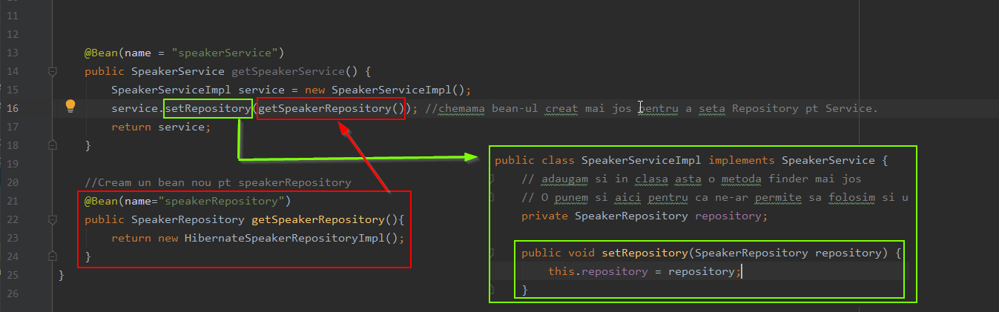 11
12
13 @Bean(name = "speakerService")
14 public SpeakerService getSpeakerService() {
15 SpeakerServiceImpl service = new SpeakerServiceImpl();
16 service.setRepository(getSpeakerRepository()); //chemama bean-ul creat mai jos pentru a seta Repository pt Service.
17 return service;
18 }
19
20 //Cream un bean nou pt speakerRepository
21 @Bean(name="speakerRepository")
22 public SpeakerRepository getSpeakerRepository(){
23 return new HibernateSpeakerRepositoryImpl();
24 }
25 }
26
public class SpeakerServiceImpl implements SpeakerService {
// adaugam si in clasa asta o metoda finder mai jos
// O punem si aici pentru ca ne-ar permite sa folosim si u
private SpeakerRepository repository;
public void setRepository(SpeakerRepository repository) {
this.repository = repository;
}